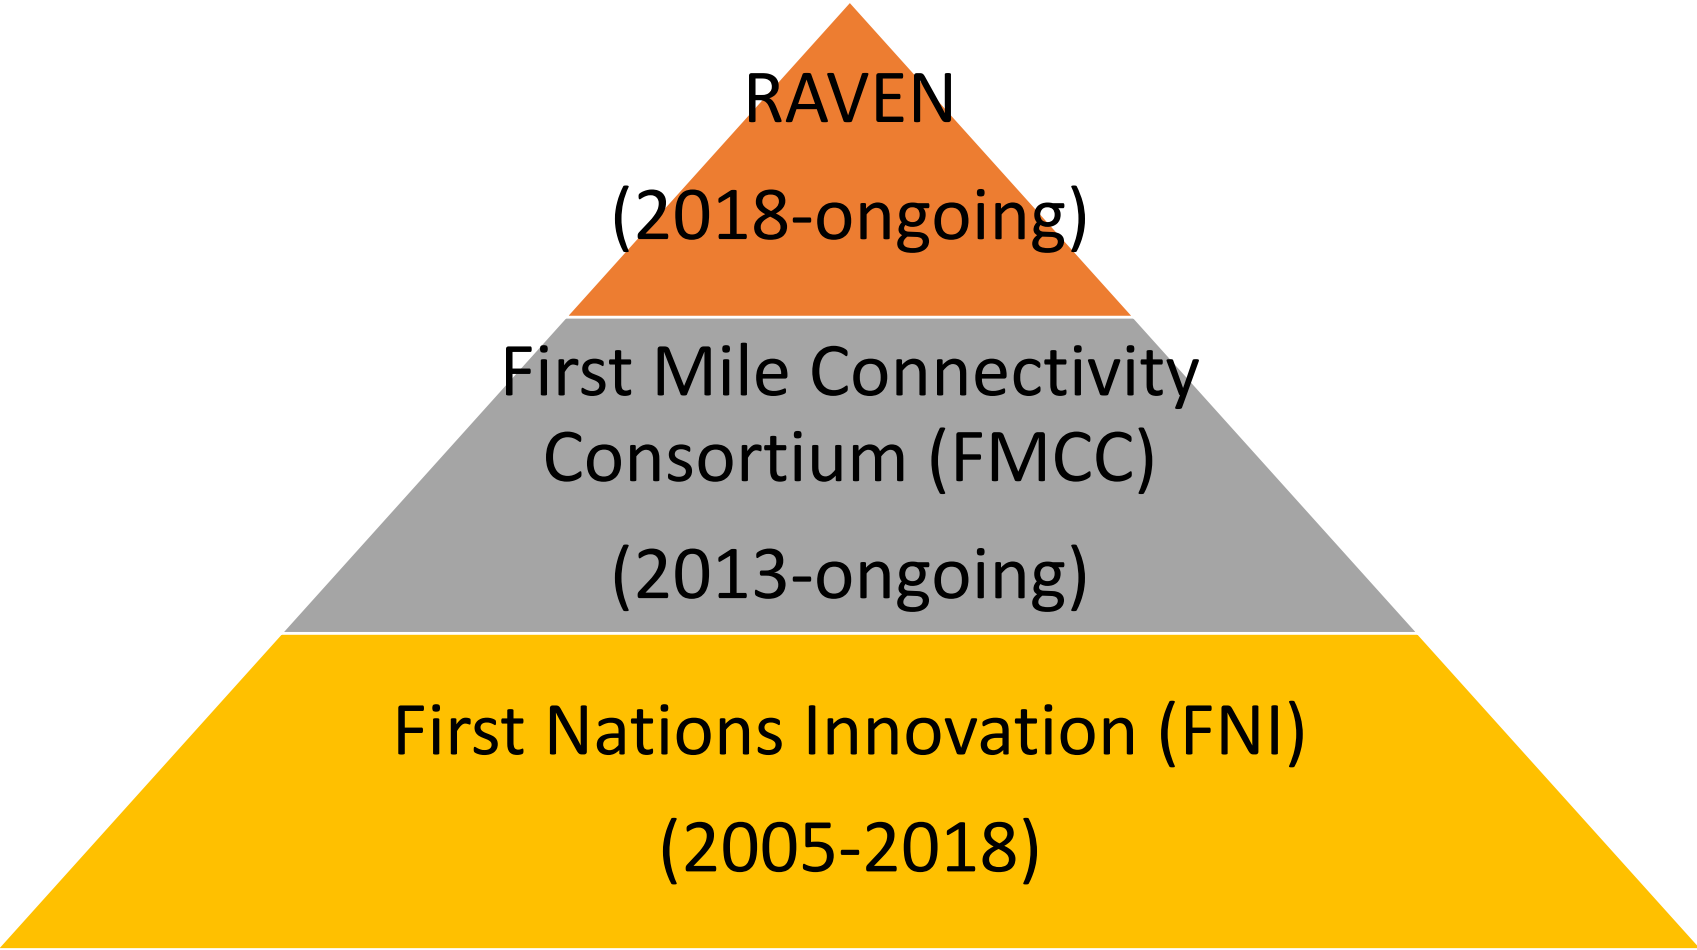 RAVEN
(2018-ongoing)
First Mile Connectivity
Consortium (FMCC)
(2013-ongoing)
First Nations Innovation (FNI)
(2005-2018)